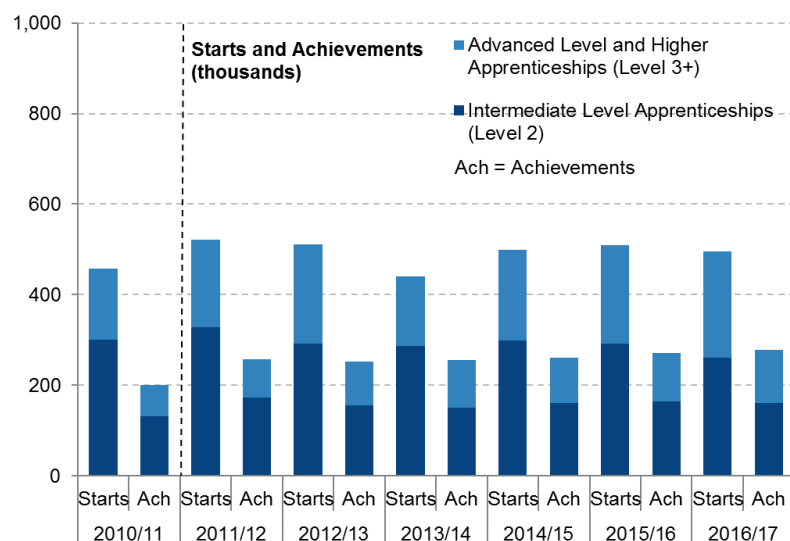 1,000
800
600
400
200
0
Starts and Achievements
(thousands)
Advanced Level and Higher
Apprenticeships (Level 3+)
Intermediate Level Apprenticeships
(Level 2)
Ach = Achievements
Starts Ach Starts Ach Starts Ach Starts Ach Starts Ach Starts Ach Starts Ach
2010/11 2011/12 2012/13 2013/14 2014/15 2015/16 2016/17